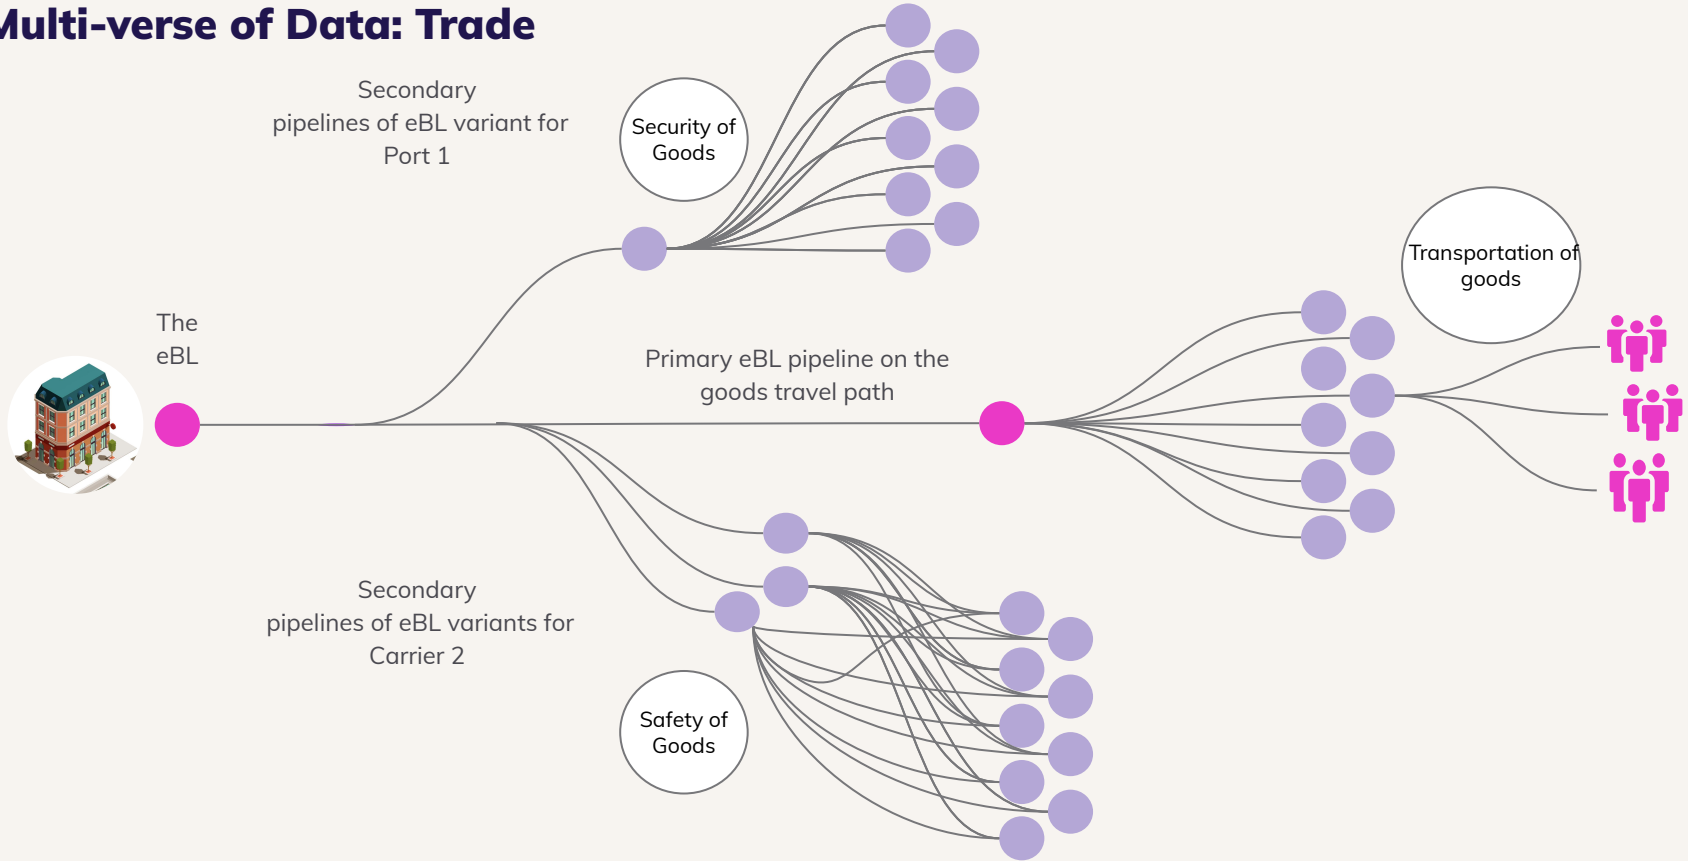 Multi-verse of Data: Trade
Secondary
pipelines of eBL variant for
Port 1
Security of
Goods
Transportation of
goods
The
eBL
Primary eBL pipeline on the
goods travel path
Secondary
pipelines of eBL variants for
Carrier 2
Safety of
Goods